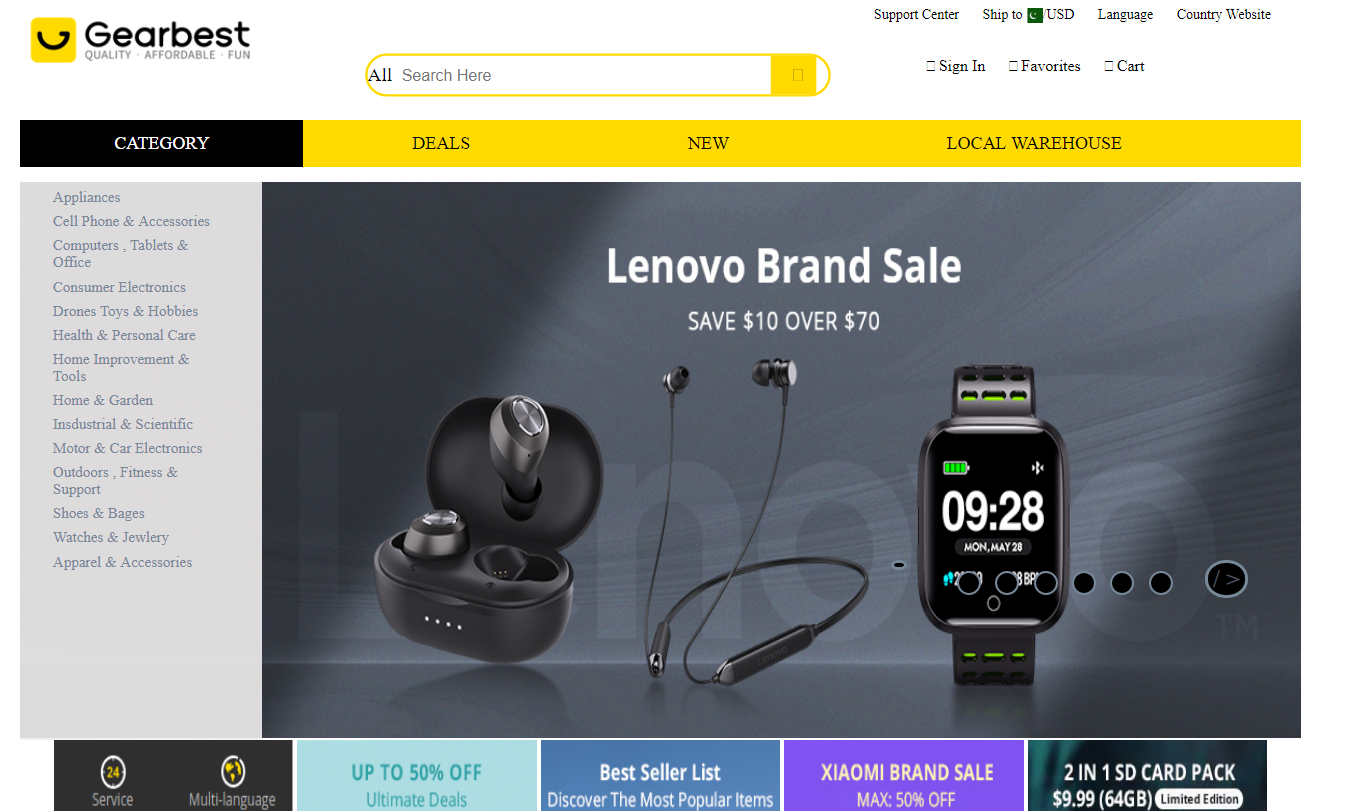 Support Center Ship to /USD Language Country Website
Gearbest
QUALITY · AFFORDABLE · FUN
All Search Here
Sign In Favorites Cart
CATEGORY DEALS NEW LOCAL WAREHOUSE
Appliances
Cell Phone & Accessories
Computers , Tablets &
Office
Consumer Electronics
Drones Toys & Hobbies
Health & Personal Care
Home Improvement &
Tools
Home & Garden
Insdustrial & Scientific
Motor & Car Electronics
Outdoors , Fitness &
Support
Shoes & Bages
Watches & Jewlery
Apparel & Accessories
Lenovo Brand Sale
SAVE $10 OVER $70
Lenovo
TM
Lenovo
09:28
MON, MAY 28
/ >
24
Service
Multi-language
UP TO 50% OFF
Ultimate Deals
Best Seller List
Discover The Most Popular Items
XIAOMI BRAND SALE
MAX: 50% OFF
2 IN 1 SD CARD PACK
$9.99 (64GB) Limited Edition